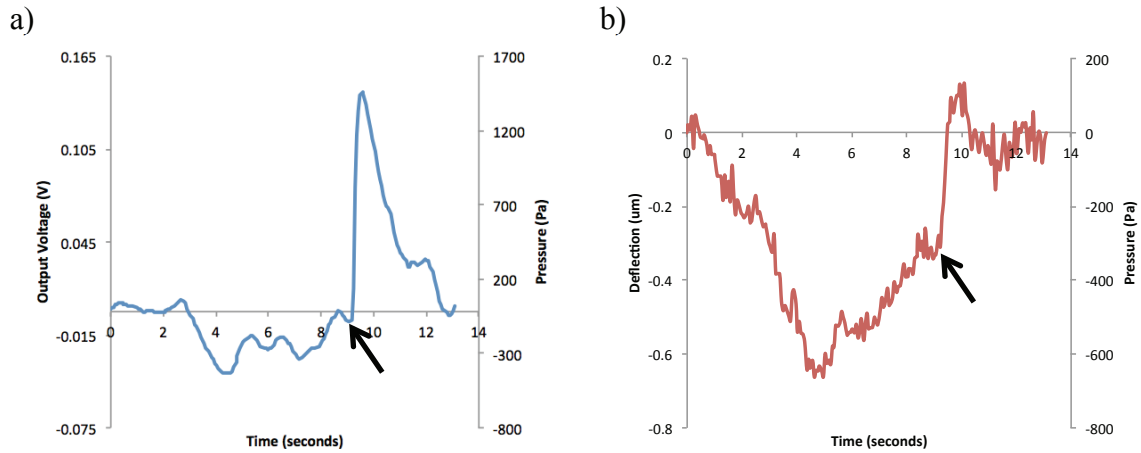 a)
0.165
0.105
0.045
-0.015
-0.075
Output Voltage (V)
0 2 4 6 8 10 12 14
Time (seconds)
1700
1200
700
200
-300
-800
Pressure (Pa)
b)
0.2
0
-0.2
-0.4
-0.6
-0.8
Deflection (um)
0 2 4 6 8 10 12 14
Time (seconds)
200
0
-200
-400
-600
-800
Pressure (Pa)